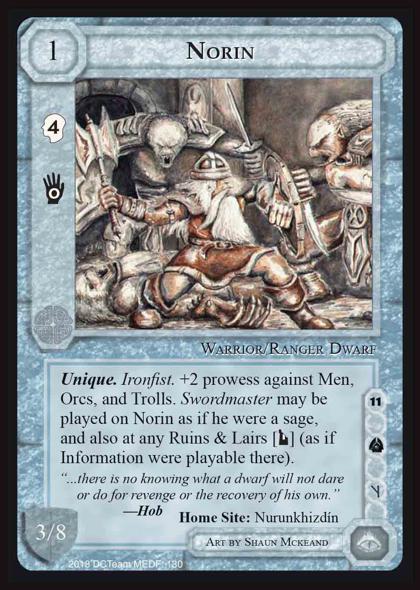 1
NORIN
4
0
WARRIOR/RANGER DWARF
Unique. Ironfist. +2 prowess against Men,
Orcs, and Trolls. Swordmaster may be
played on Norin as if he were a sage,
and also at any Ruins & Lairs [ ] (as if
Information were playable there).
“...there is no knowing what a dwarf will not dare
or do for revenge or the recovery of his own.”
—Hob
Home Site: Nurunkhizdín
11
3/8
ART BY SHAUN MCKEAND
2018 DCTeam MEDF: 130